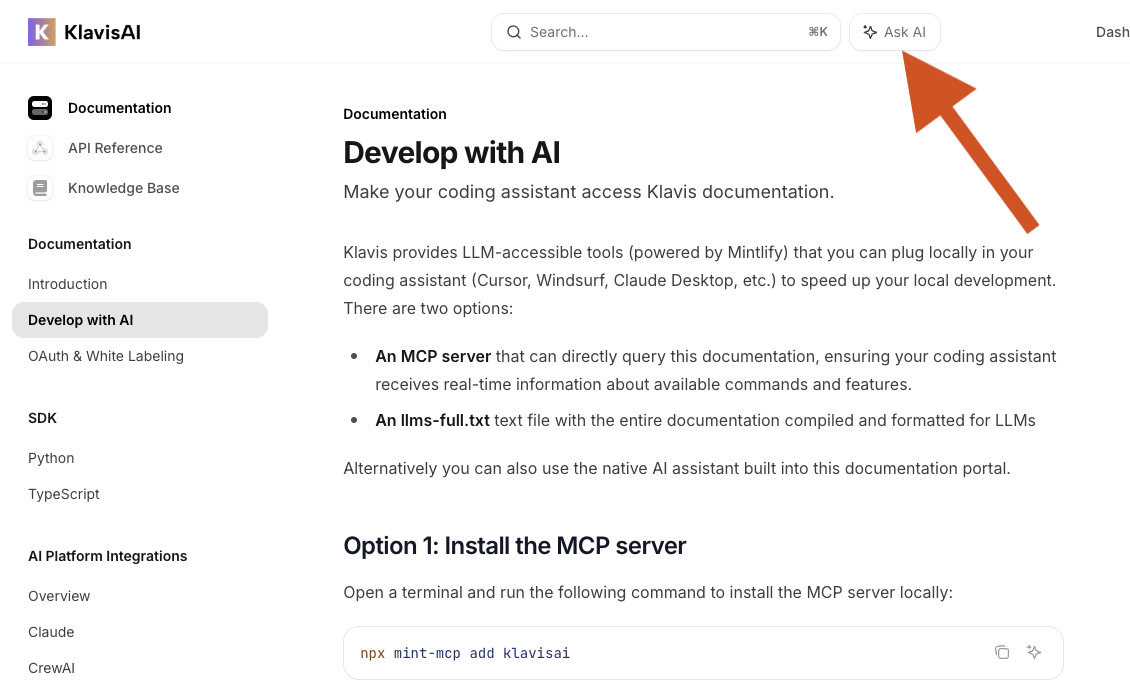 K KlavisAI
Search... ⌘K
Ask AI
Dash
Documentation
API Reference
Knowledge Base
Documentation
Introduction
Develop with AI
OAuth & White Labeling
SDK
Python
TypeScript
AI Platform Integrations
Overview
Claude
CrewAI
Documentation
Develop with AI
Make your coding assistant access Klavis documentation.
Klavis provides LLM-accessible tools (powered by Mintlify) that you can plug locally in your
coding assistant (Cursor, Windsurf, Claude Desktop, etc.) to speed up your local development.
There are two options:
• An MCP server that can directly query this documentation, ensuring your coding assistant
receives real-time information about available commands and features.
• An llms-full.txt text file with the entire documentation compiled and formatted for LLMs
Alternatively you can also use the native AI assistant built into this documentation portal.
Option 1: Install the MCP server
Open a terminal and run the following command to install the MCP server locally:
npx mint-mcp add klavisai